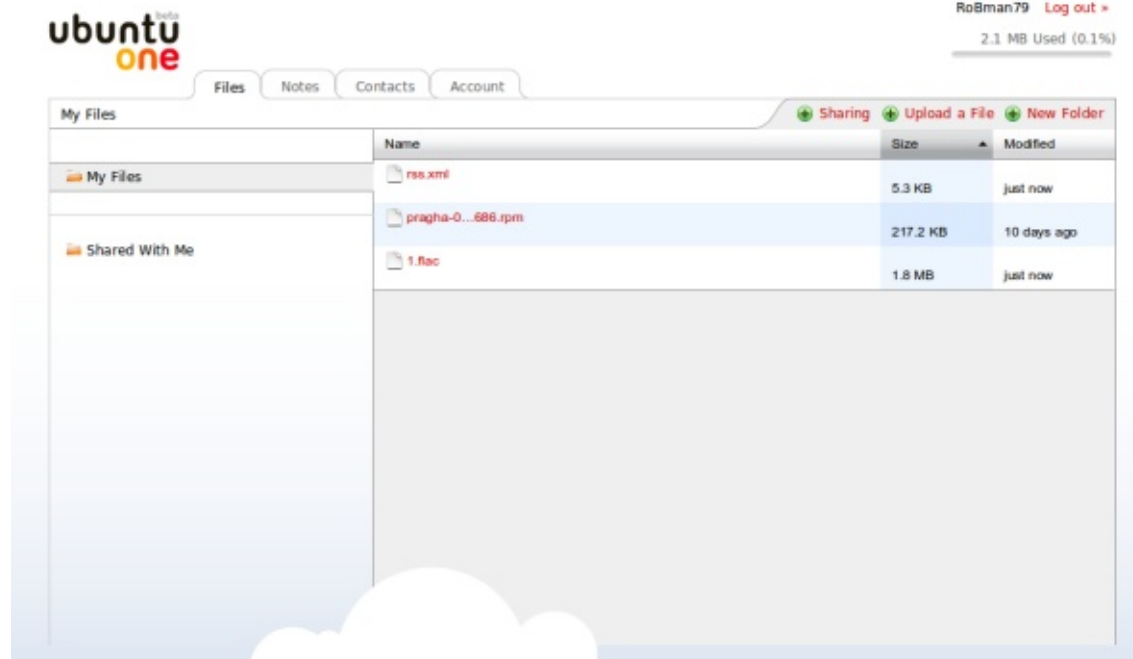 ubuntu beta
one
RoBman79 Log out »
2.1 MB Used (0.1%)
Files Notes Contacts Account
My Files
Sharing Upload a File New Folder
Name Size Modified
My Files
Shared With Me
rss.xml 5.3 KB just now
pragha-0...686.rpm 217.2 KB 10 days ago
1.flac 1.8 MB just now